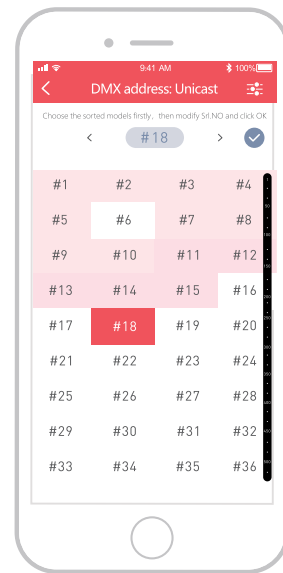 9:41 AM 100%
DMX address: Unicast
Choose the sorted models firstly, then modify Srl.NO and click OK
< #18 >
#1 #2 #3 #4
#5 #6 #7 #8
#9 #10 #11 #12
#13 #14 #15 #16
#17 #18 #19 #20
#21 #22 #23 #24
#25 #26 #27 #28
#29 #30 #31 #32
#33 #34 #35 #36